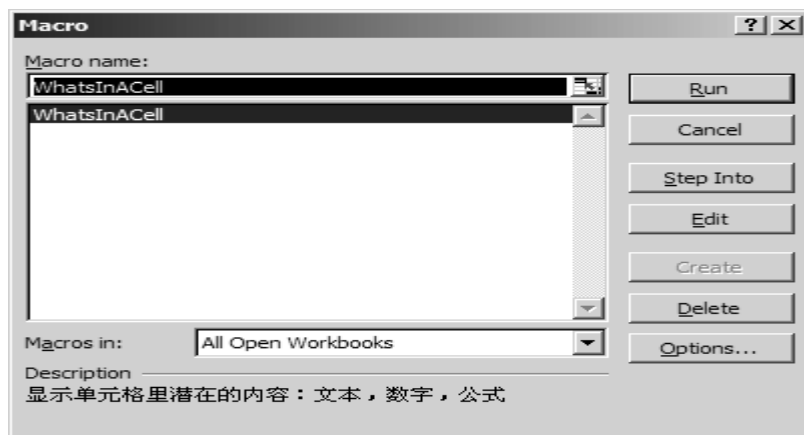 Macro
Macro name:
WhatsInACell
WhatsInACell
Run
Cancel
Step Into
Edit
Create
Delete
Options...
Macros in: All Open Workbooks
Description
显示单元格里潜在的内容：文本，数字，公式